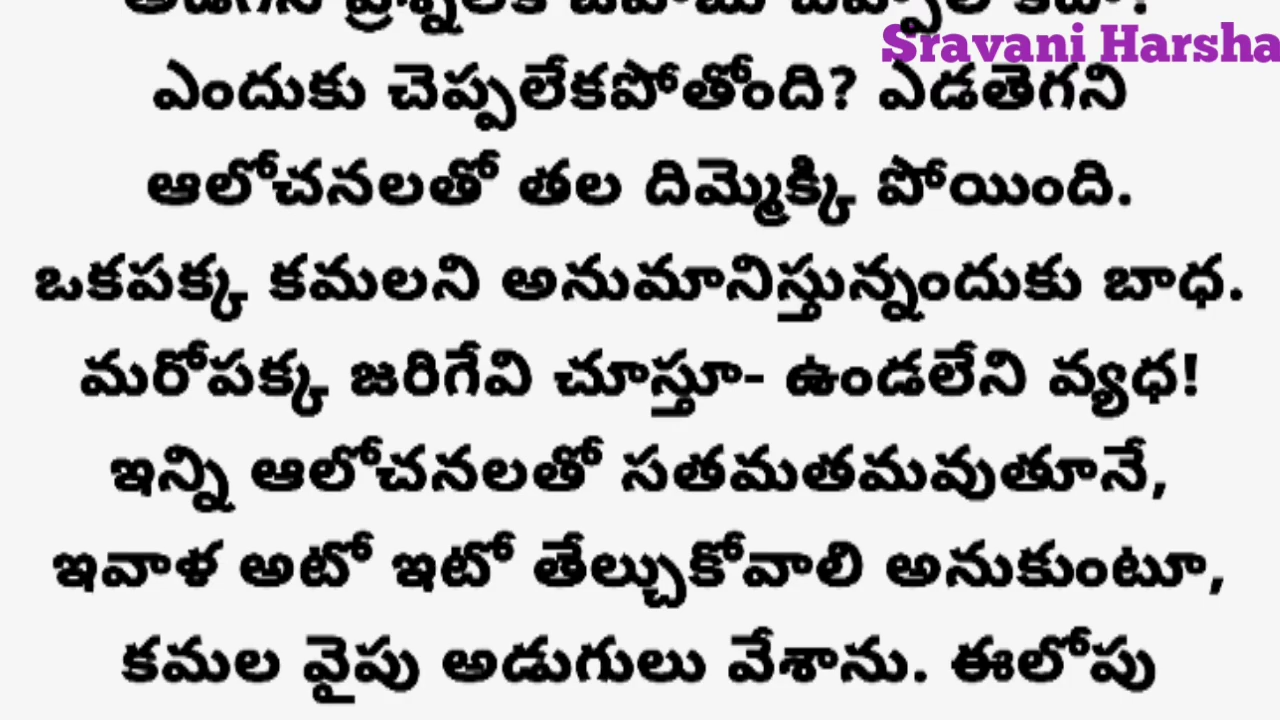 Sravani Harsha
ఎందుకు చెప్పలేకపోతోంది? ఏడతెగని
ఆలోచనలతో తల దిమ్మెక్కి పోయింది.
ఒకపక్క కమలని అనుమానిస్తున్నందుకు బాధ.
మరోపక్క జరిగేవి చూస్తూ- ఉండలేని వ్యధ!
ఇన్ని ఆలోచనలతో సతమతమవుతూనే,
ఇవాళ అటో ఇటో తేల్చుకోవాలి అనుకుంటూ,
కమల వైపు అడుగులు వేశాను. ఈలోపు